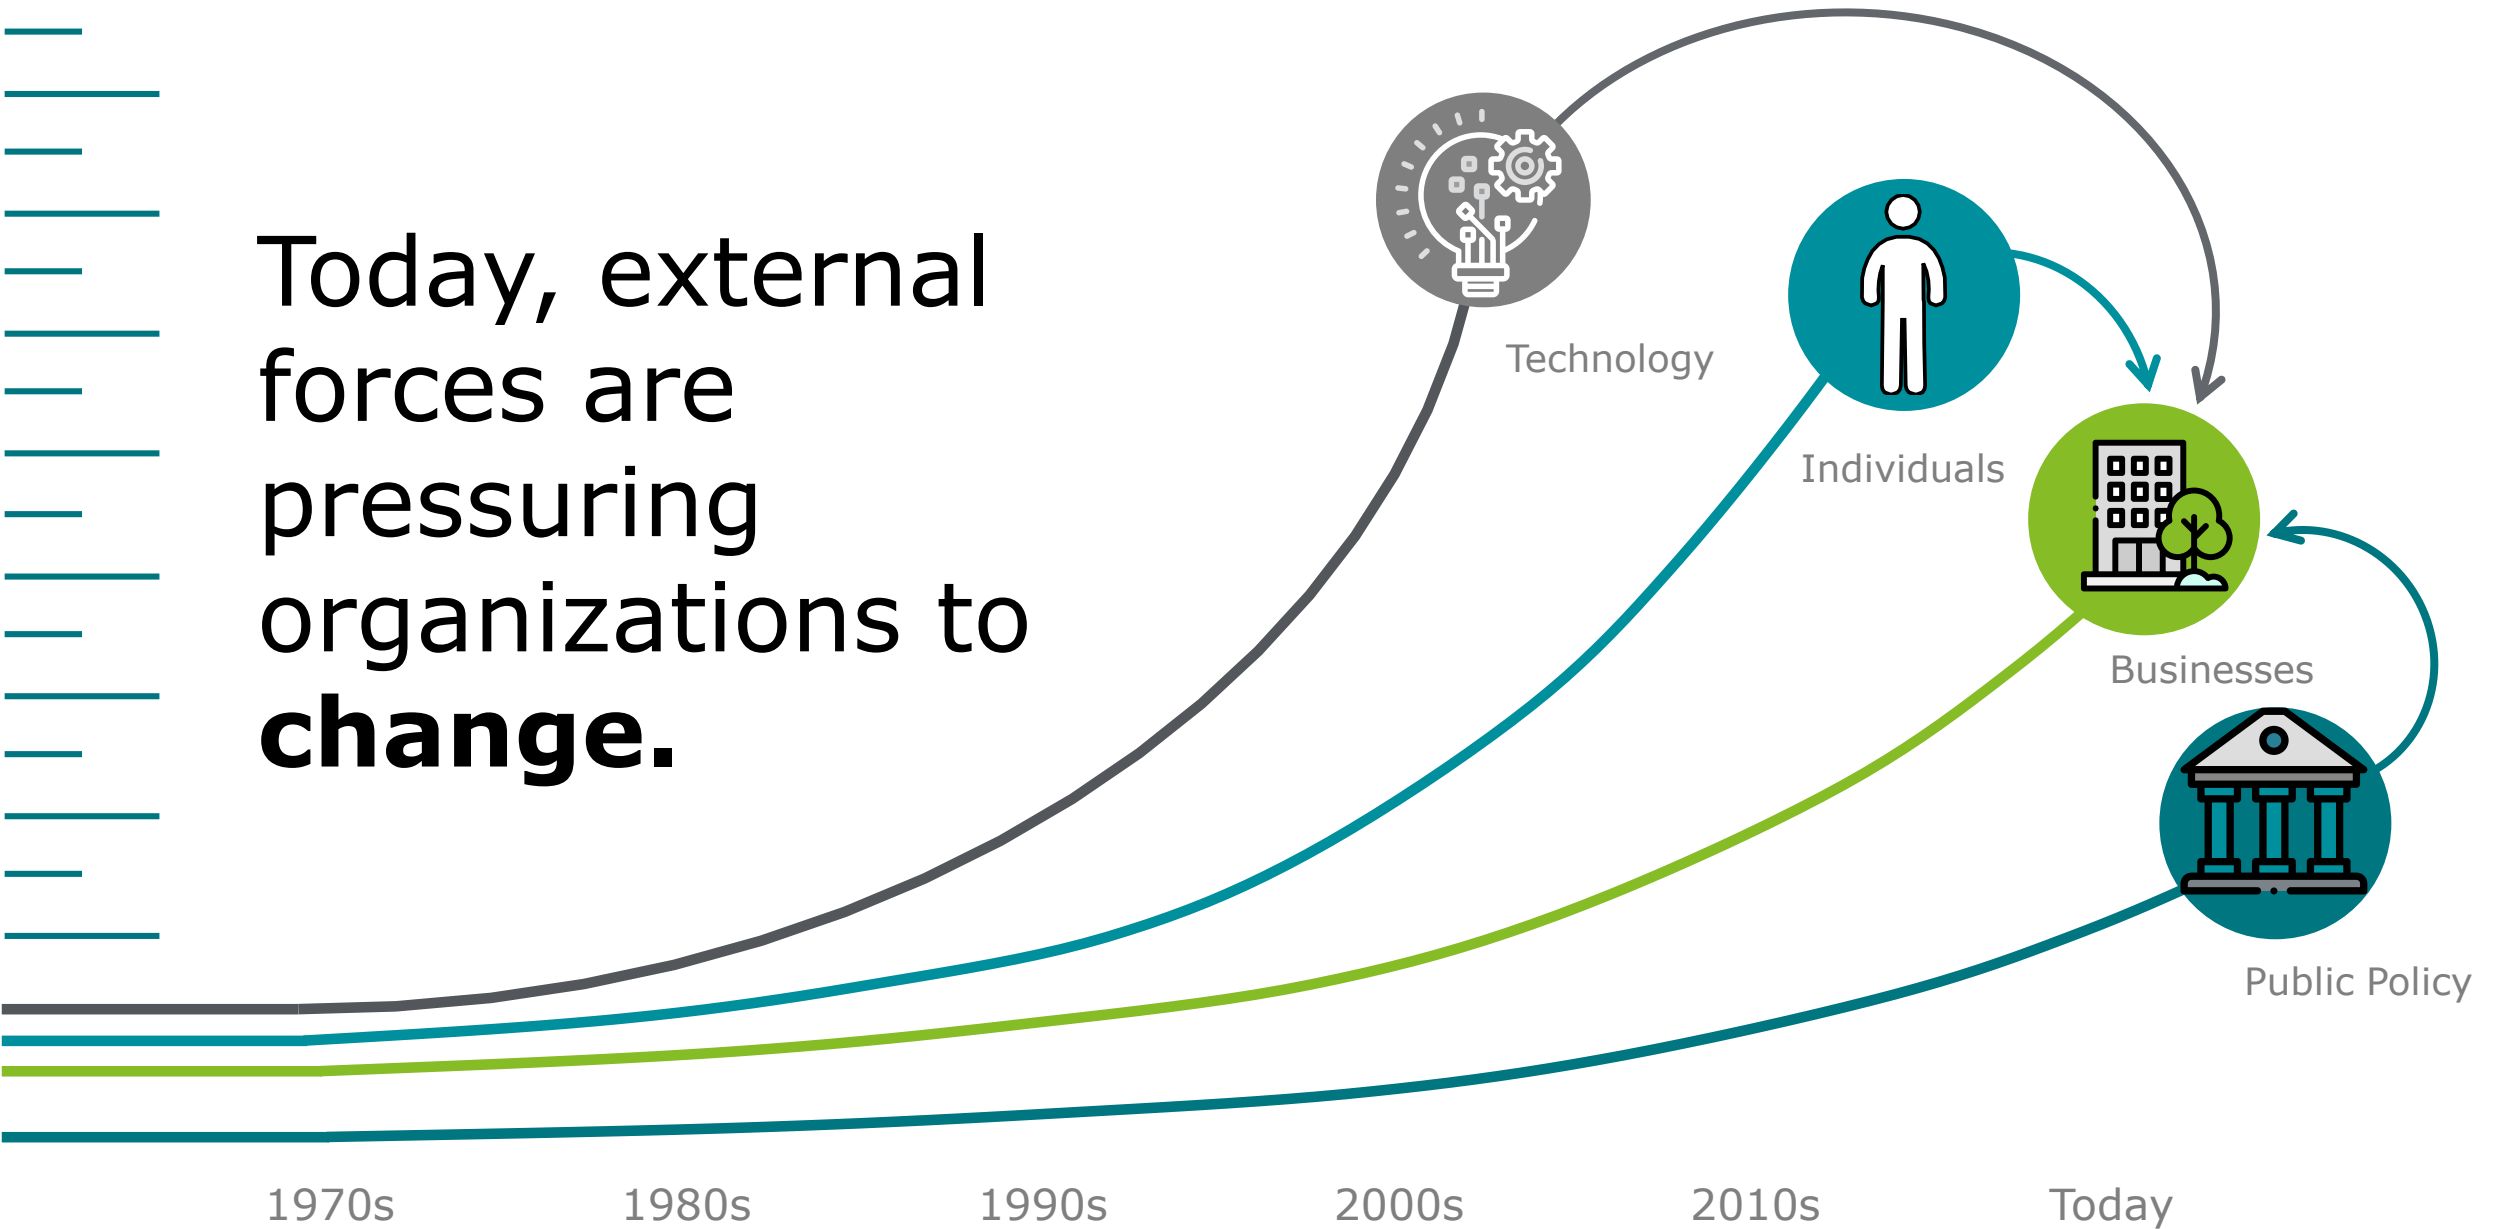 Today, external
forces are
pressuring
organizations to
change.
Technology
Individuals
Businesses
Public Policy
1970s
1980s
1990s
2000s
2010s
Today